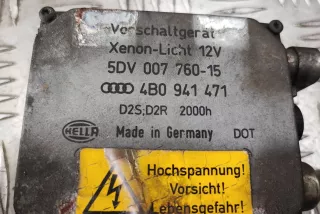 Vorschaltgerät
Xenon-Licht 12V
5DV 007 760-15
4B0 941 471
D2S;D2R 2000h
HELLA Made in Germany DOT
Hochspannung!
Vorsicht!
Lebensgefahr!